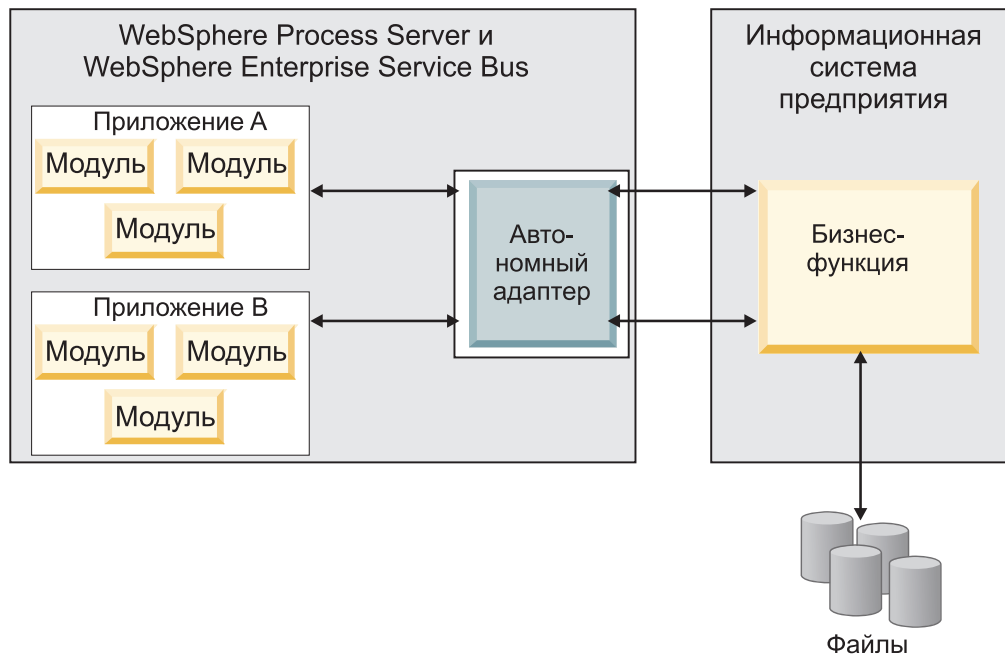 WebSphere Process Server и
WebSphere Enterprise Service Bus
Приложение A
Модуль
Модуль
Модуль
Приложение B
Модуль
Модуль
Модуль
Авто-
номный
адаптер
Информационная
система
предприятия
Бизнес-
функция
Файлы